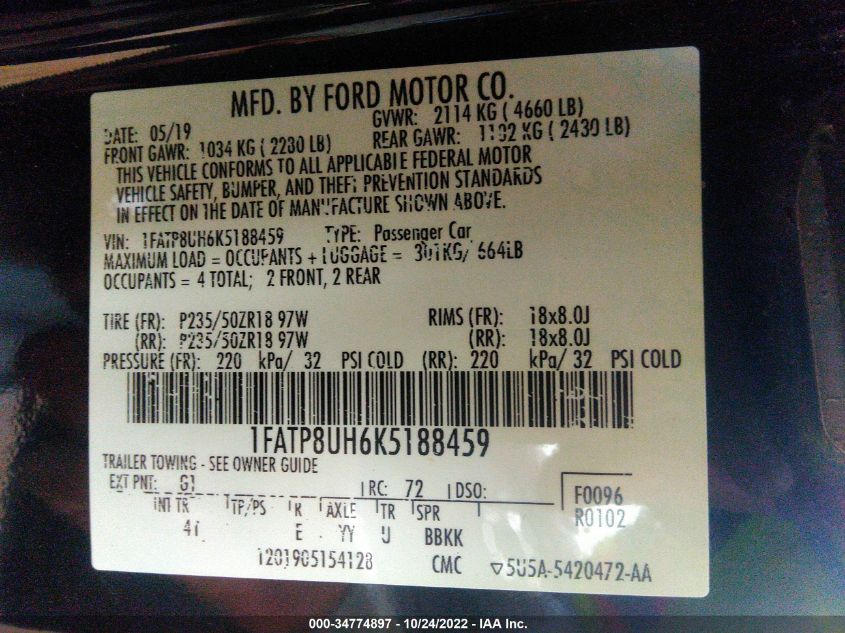 MFD. BY FORD MOTOR CO.
DATE: 05/19 GVWR: 2114 KG ( 4660 LB)
FRONT GAWR: 1034 KG ( 2280 LB) REAR GAWR: 1102 KG ( 2430 LB)
THIS VEHICLE CONFORMS TO ALL APPLICABLE FEDERAL MOTOR
VEHICLE SAFETY, BUMPER, AND THEFT PREVENTION STANDARDS
IN EFFECT ON THE DATE OF MANUFACTURE SHOWN ABOVE.
VIN: 1FATP8UH6K5188459 TYPE: Passenger Car
MAXIMUM LOAD = OCCUPANTS + LUGGAGE = 301KG/ 664LB
OCCUPANTS = 4 TOTAL; 2 FRONT, 2 REAR
TIRE (FR): P235/50ZR18 97W RIMS (FR): 18x8.0J
(RR): P235/50ZR18 97W (RR): 18x8.0J
PRESSURE (FR): 220 kPa/ 32 PSI COLD (RR): 220 kPa/ 32 PSI COLD
1FATP8UH6K5188459
TRAILER TOWING - SEE OWNER GUIDE
EXT PNT: G1 RC: 72 DSO: F0096
INT TR TP/PS R AXLE TR SPR R0102
41 E YY U BBKK
1201905154128 CMC ▽5U5A-5420472-AA
000-34774897 - 10/24/2022 - IAA Inc.